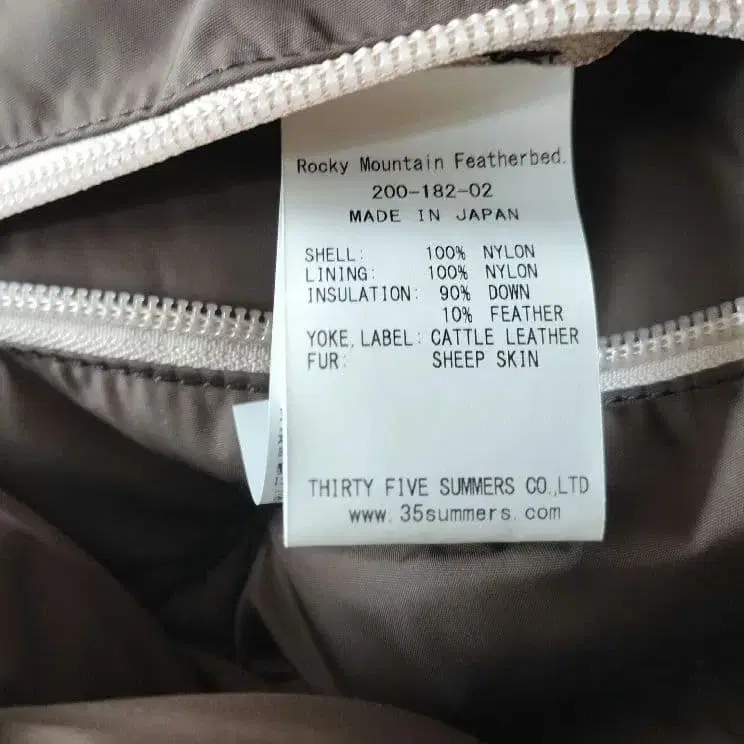 Rocky Mountain Featherbed.
200-182-02
MADE IN JAPAN
SHELL: 100% NYLON
LINING: 100% NYLON
INSULATION: 90% DOWN
10% FEATHER
YOKE, LABEL: CATTLE LEATHER
FUR: SHEEP SKIN
THIRTY FIVE SUMMERS CO.,LTD
www.35summers.com